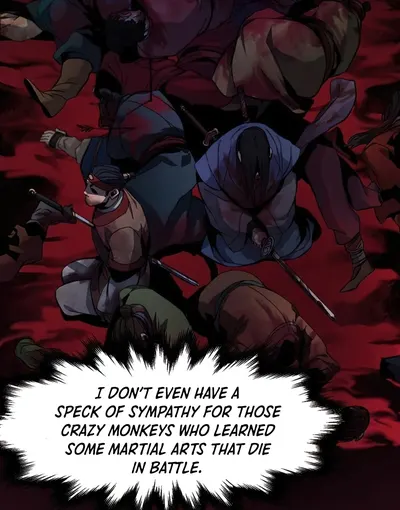 I DON'T EVEN HAVE A
SPECK OF SYMPATHY FOR THOSE
CRAZY MONKEYS WHO LEARNED
SOME MARTIAL ARTS THAT DIE
IN BATTLE.